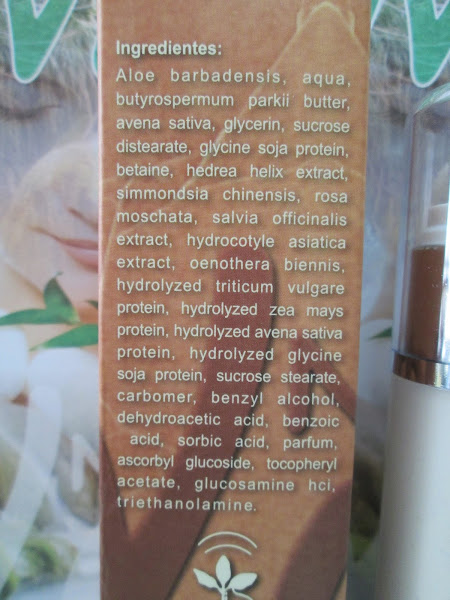 Ingredientes:
Aloe barbadensis, aqua,
butyrospermum parkii butter,
avena sativa, glycerin, sucrose
distearate, glycine soja protein,
betaine, hedrea helix extract,
simmondsia chinensis, rosa
moschata, salvia officinalis
extract, hydrocotyle asiatica
extract, oenothera biennis,
hydrolyzed triticum vulgare
protein, hydrolyzed zea mays
protein, hydrolyzed avena sativa
protein, hydrolyzed glycine
soja protein, sucrose stearate,
carbomer, benzyl alcohol,
dehydroacetic acid, benzoic
acid, sorbic acid, parfum,
ascorbyl glucoside, tocopheryl
acetate, glucosamine hci,
triethanolamine.